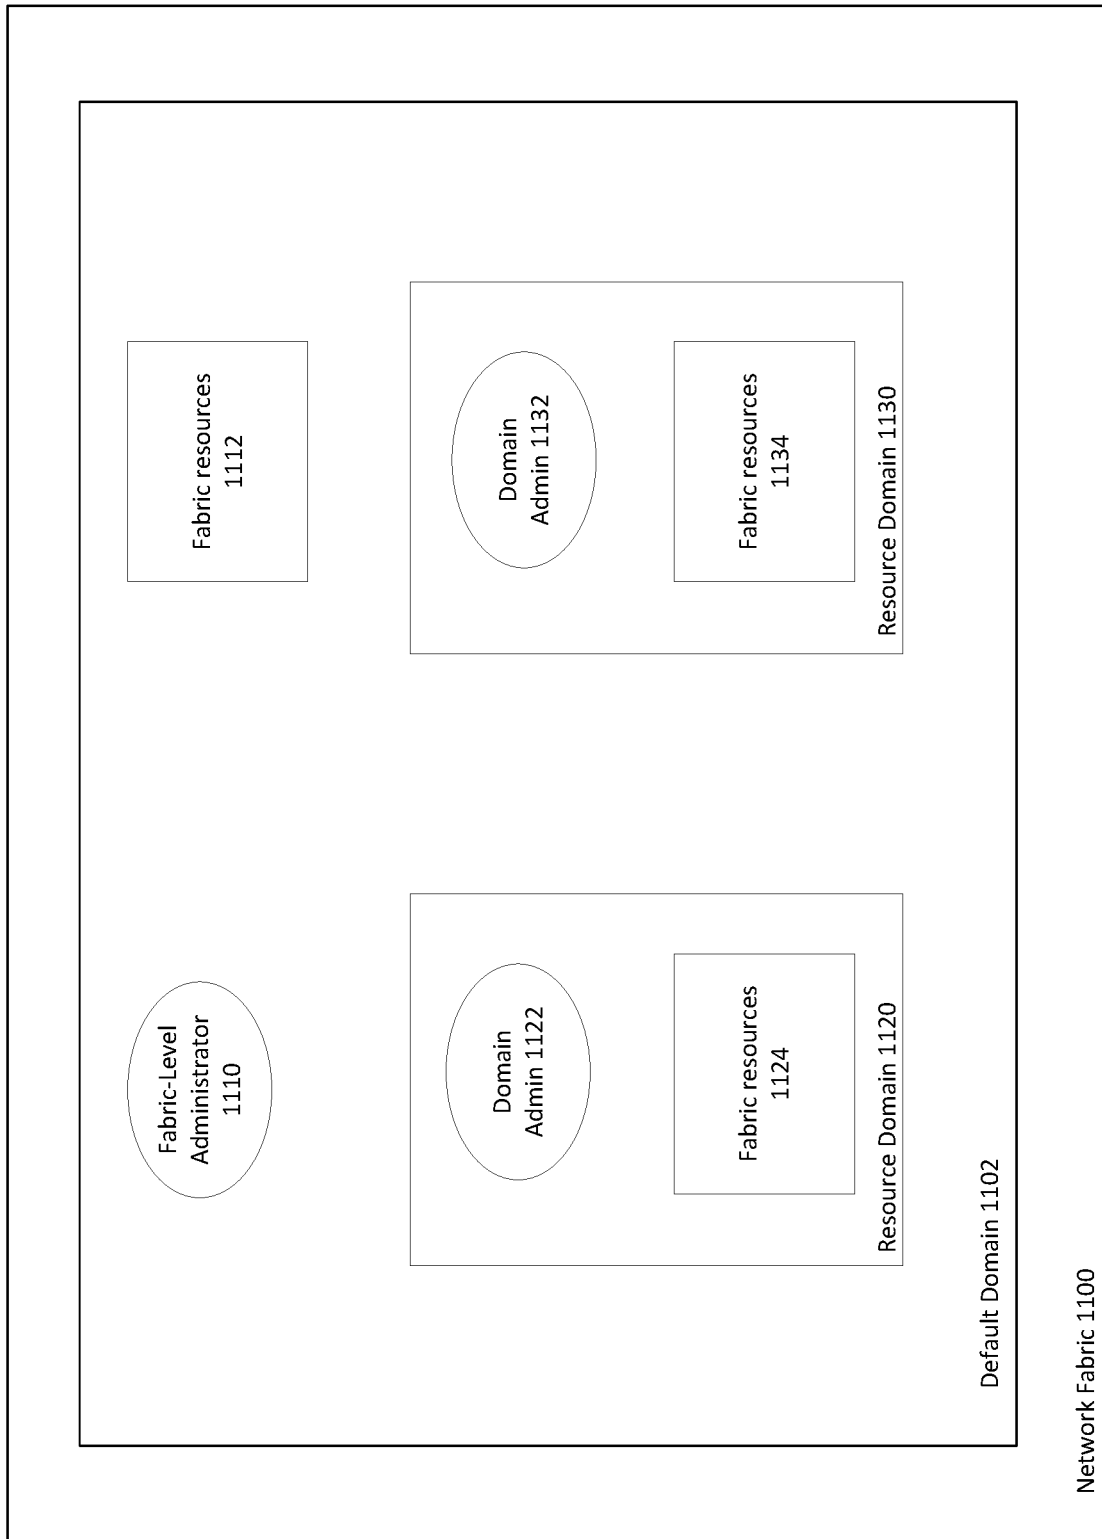 Fabric-Level
Administrator
1110
Fabric resources
1112
Domain
Admin 1122
Fabric resources
1124
Resource Domain 1120
Domain
Admin 1132
Fabric resources
1134
Resource Domain 1130
Default Domain 1102
Network Fabric 1100